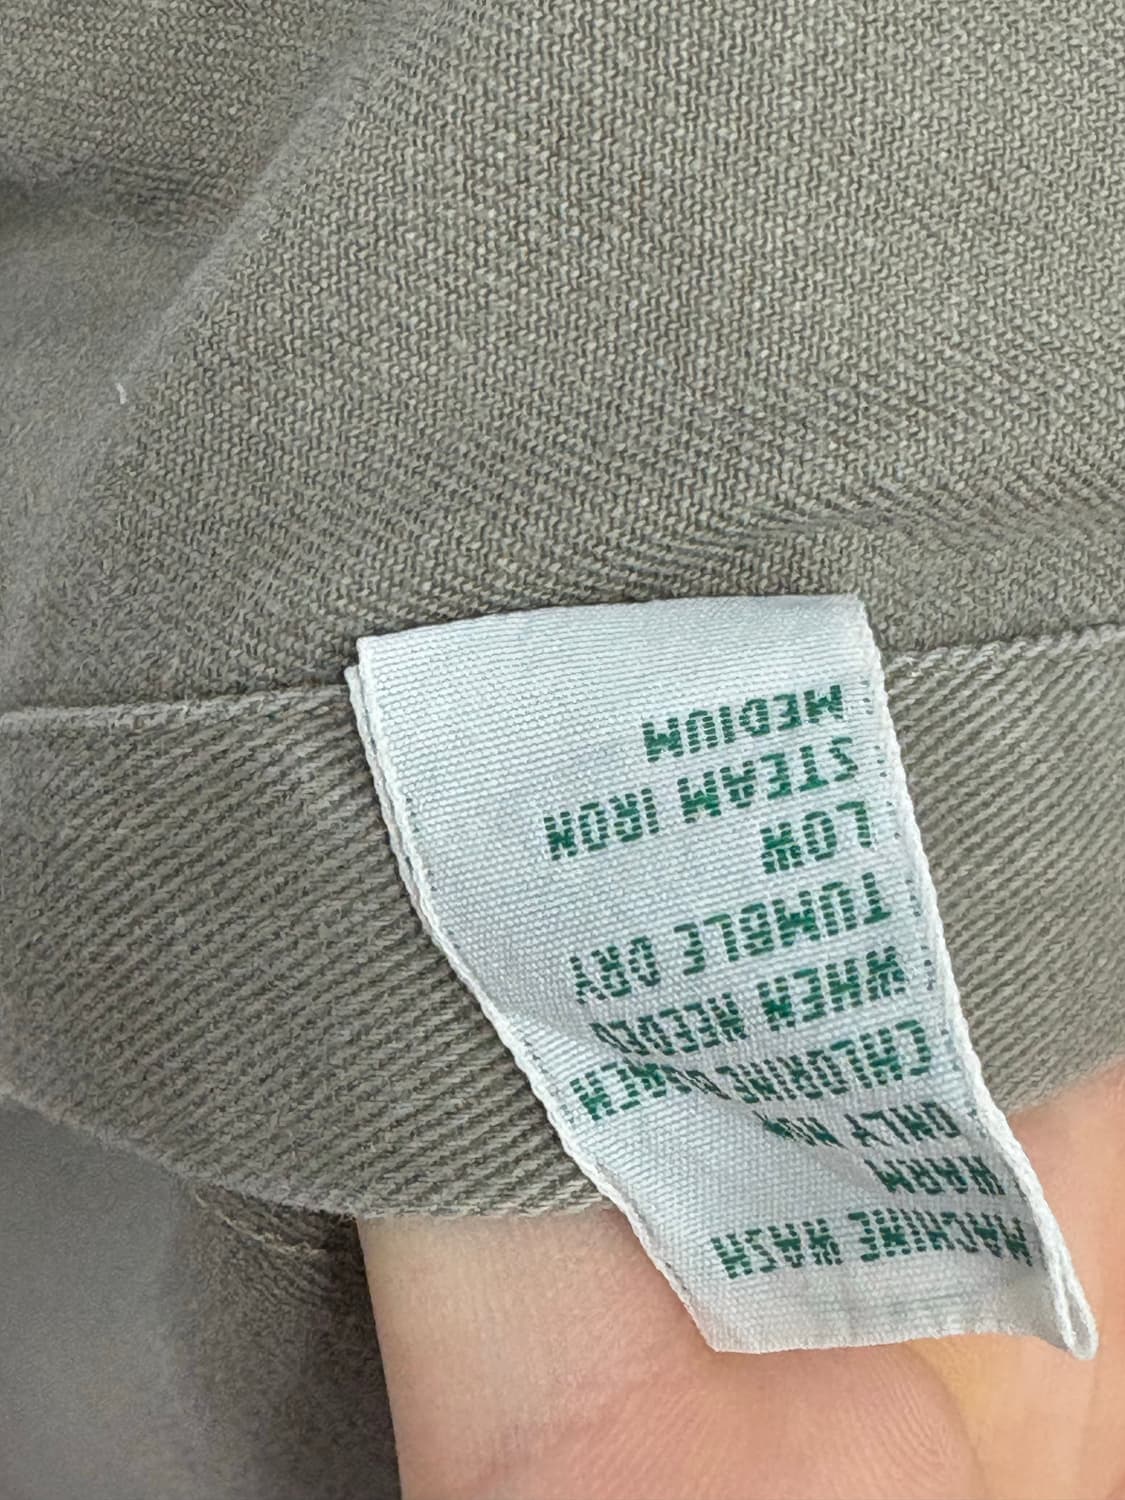 MACHINE WASH
WARM
ONLY NON
CHLORINE BLEACH
WHEN NEEDED
TUMBLE DRY
LOW
STEAM IRON
MEDIUM